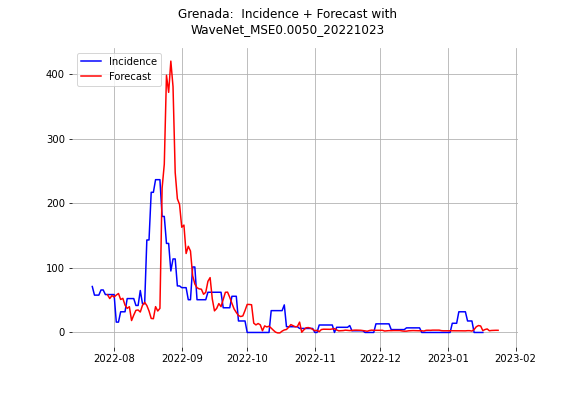 Grenada:  Incidence + Forecast with
WaveNet_MSE0.0050_20221023
Incidence
Forecast
400
300
200
100
0
2022-08 2022-09 2022-10 2022-11 2022-12 2023-01 2023-02